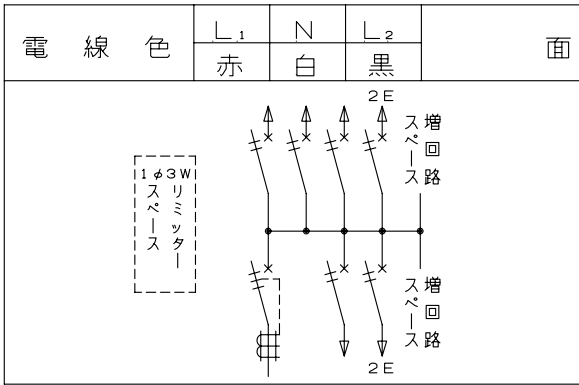 電線色 L1 N L2 面
赤 白 黒
2E
増回路
スペース
1φ3W
リミッター
スペース
増回路
スペース
2E